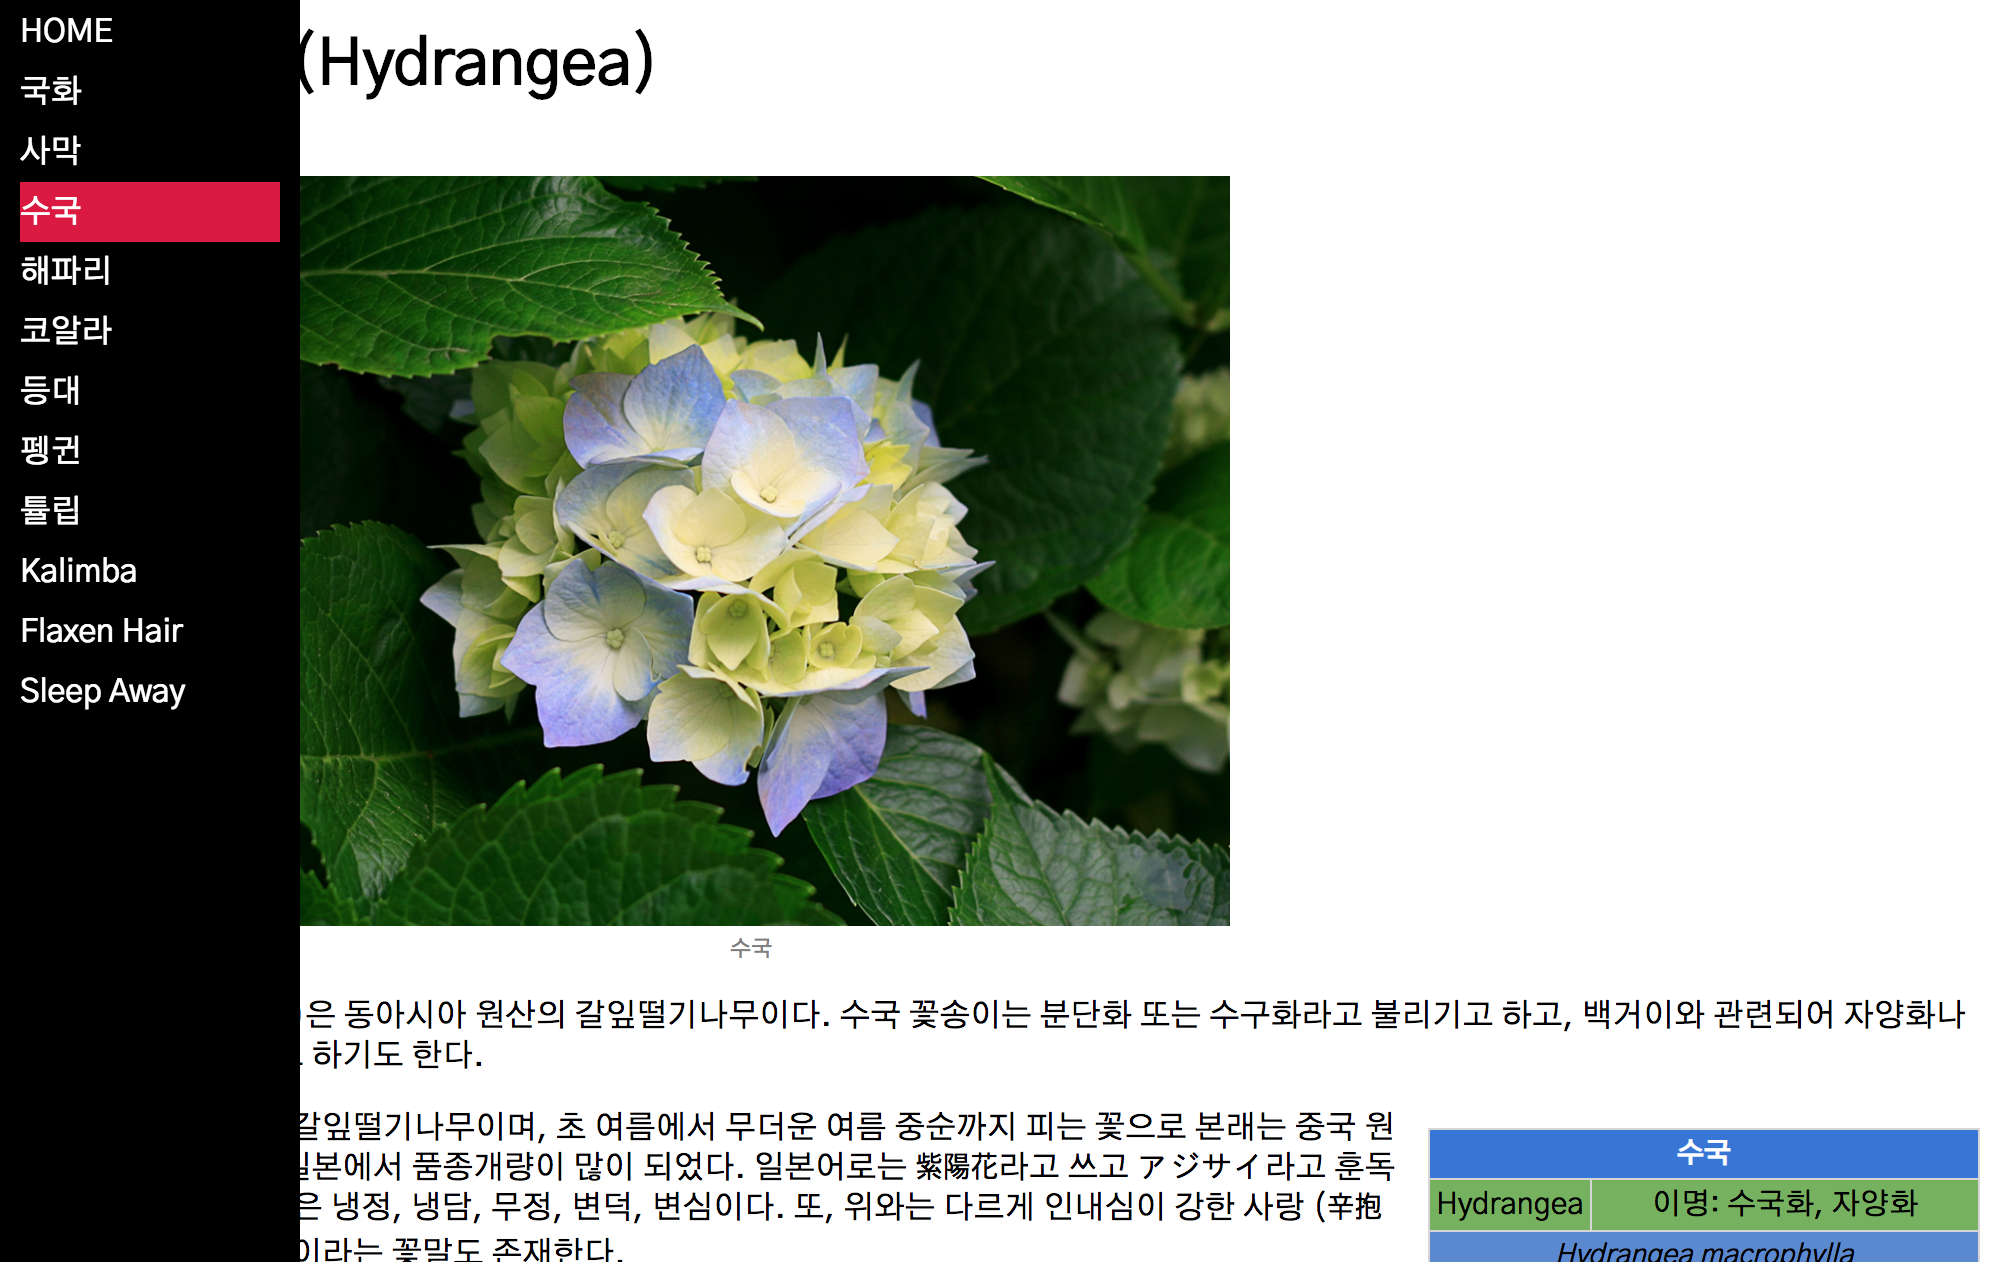 HOME
국화
사막
수국
해파리
코알라
등대
펭귄
튤립
Kalimba
Flaxen Hair
Sleep Away
(Hydrangea)
수국
은 동아시아 원산의 갈잎떨기나무이다. 수국 꽃송이는 분단화 또는 수구화라고 불리기고 하고, 백거이와 관련되어 자양화나
하기도 한다.
갈잎떨기나무이며, 초 여름에서 무더운 여름 중순까지 피는 꽃으로 본래는 중국 원
일본에서 품종개량이 많이 되었다. 일본어로는 紫陽花라고 쓰고 アジサイ라고 훈독
은 냉정, 냉담, 무정, 변덕, 변심이다. 또, 위와는 다르게 인내심이 강한 사랑 (辛抱
이라는 꽃말도 존재한다.
수국
Hydrangea 이명: 수국화, 자양화
Hydrangea macrophylla